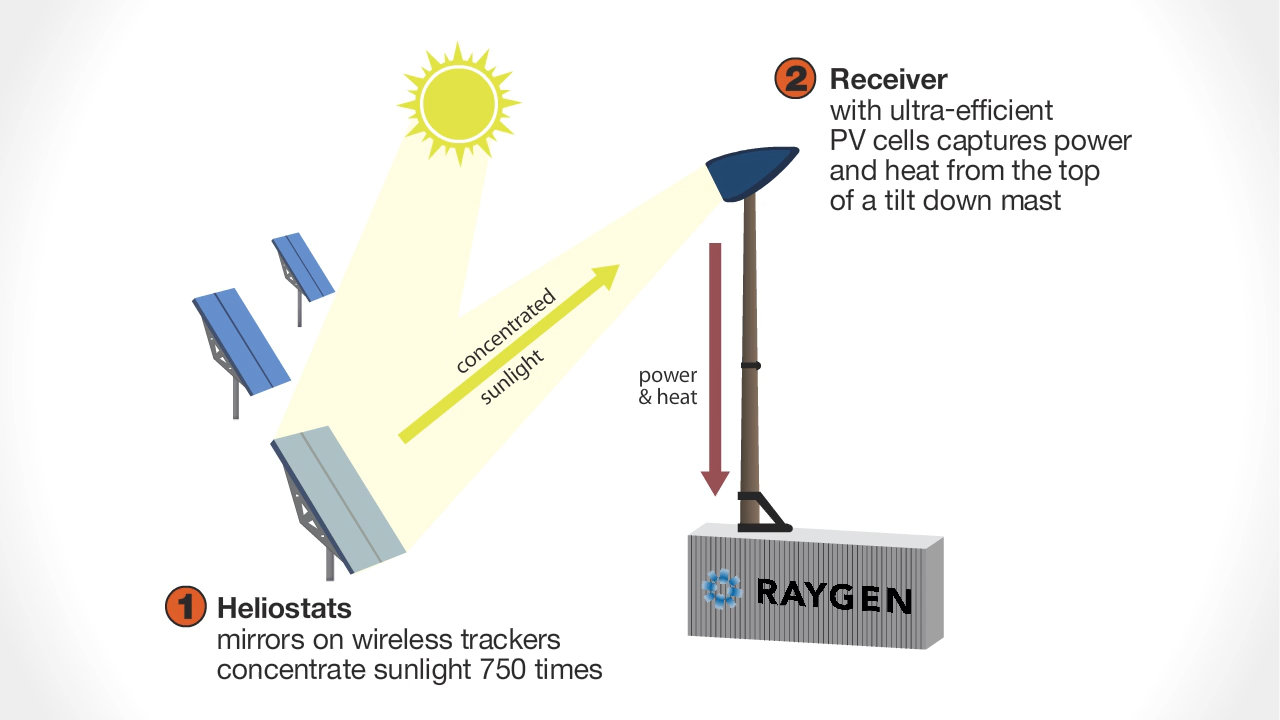 1 Heliostats
mirrors on wireless trackers
concentrate sunlight 750 times
concentrated
sunlight
2 Receiver
with ultra-efficient
PV cells captures power
and heat from the top
of a tilt down mast
power
& heat
RAYGEN